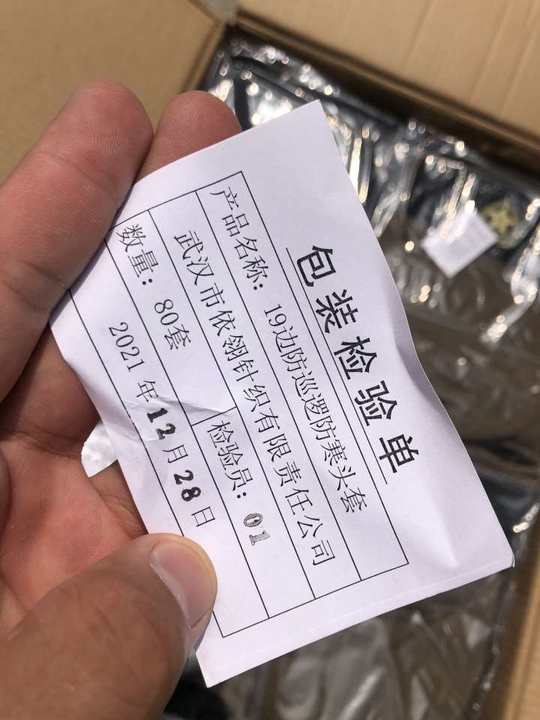 包装检验单
产品名称：19边防巡逻防寒头套
武汉市依翎针织有限责任公司
数量：80套 检验员：01
2021年12月28日